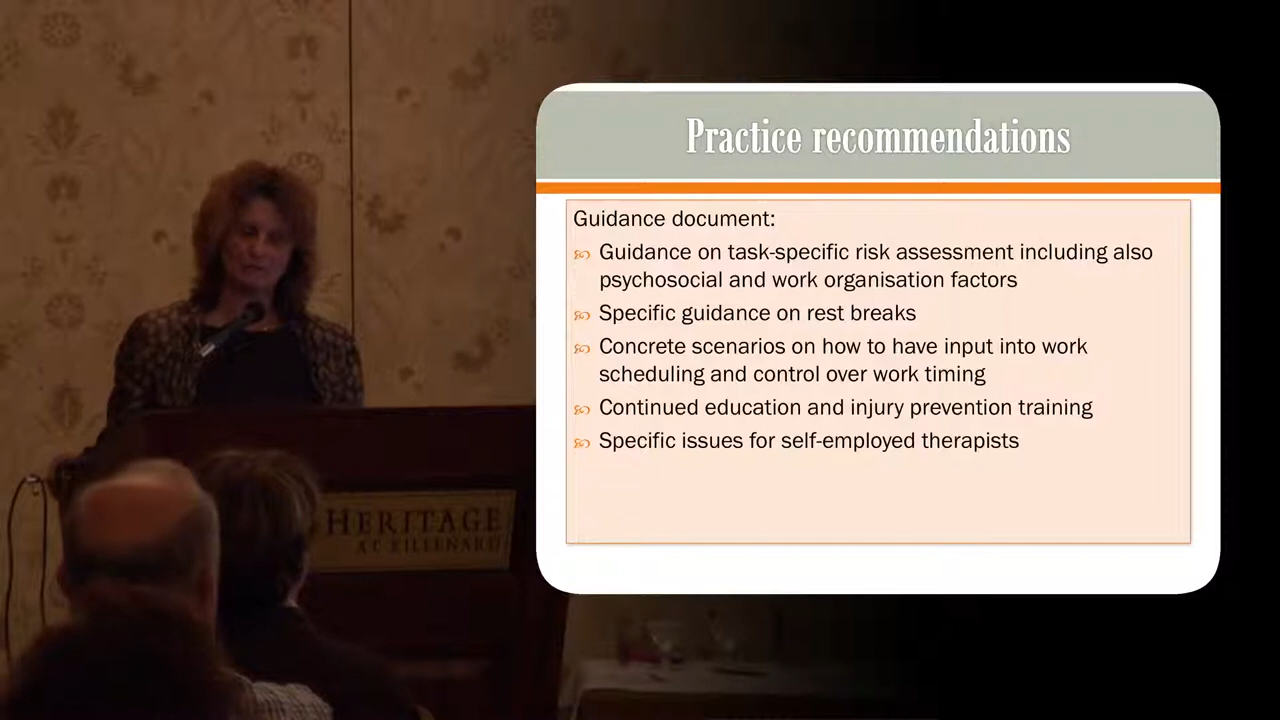 Practice recommendations
Guidance document:
Guidance on task-specific risk assessment including also
psychosocial and work organisation factors
Specific guidance on rest breaks
Concrete scenarios on how to have input into work
scheduling and control over work timing
Continued education and injury prevention training
Specific issues for self-employed therapists
HERITAGE
AT KILLENARD